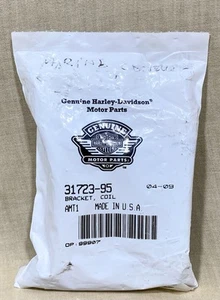 Genuine Harley-Davidson®
Motor Parts
GENUINE
MOTOR PARTS
31723-95
04-09
BRACKET, COIL
AMT1 MADE IN U.S.A